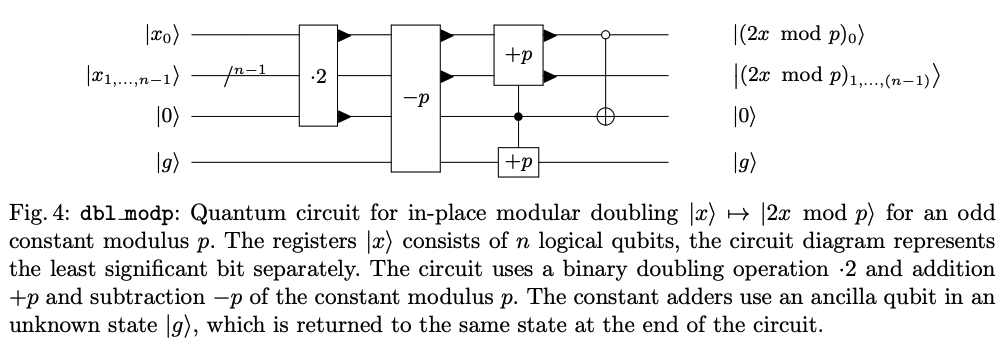 |x₀⟩ ·2 −p +p |(2x mod p)₀⟩
|x₁,...,ₙ₋₁⟩ n−1 |(2x mod p)₁,...,₍ₙ₋₁₎⟩
|0⟩ |0⟩
|g⟩ +p |g⟩
Fig. 4: dbl_modp: Quantum circuit for in-place modular doubling |x⟩ ↦ |2x mod p⟩ for an odd
constant modulus p. The registers |x⟩ consists of n logical qubits, the circuit diagram represents
the least significant bit separately. The circuit uses a binary doubling operation ·2 and addition
+p and subtraction −p of the constant modulus p. The constant adders use an ancilla qubit in an
unknown state |g⟩, which is returned to the same state at the end of the circuit.